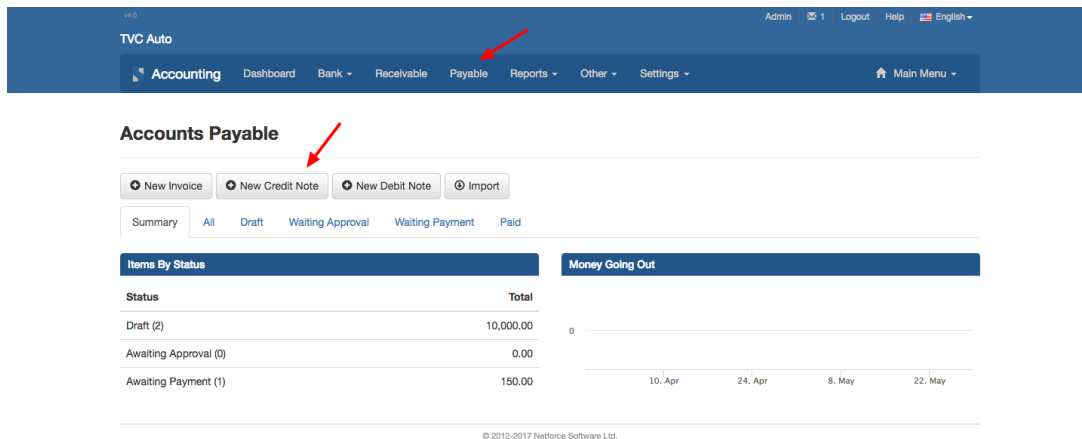 v4.0
Admin 1 Logout Help English
TVC Auto
Accounting Dashboard Bank Receivable Payable Reports Other Settings Main Menu
Accounts Payable
New Invoice New Credit Note New Debit Note Import
Summary All Draft Waiting Approval Waiting Payment Paid
Items By Status Money Going Out
Status Total
Draft (2) 10,000.00
0
Awaiting Approval (0) 0.00
Awaiting Payment (1) 150.00
10. Apr 24. Apr 8. May 22. May
© 2012-2017 Netforce Software Ltd.